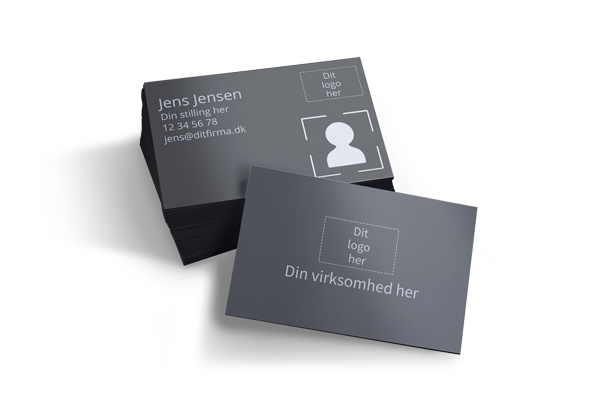 Jens Jensen
Din stilling her
12 34 56 78
jens@ditfirma.dk
Dit
logo
her
Dit
logo
her
Din virksomhed her